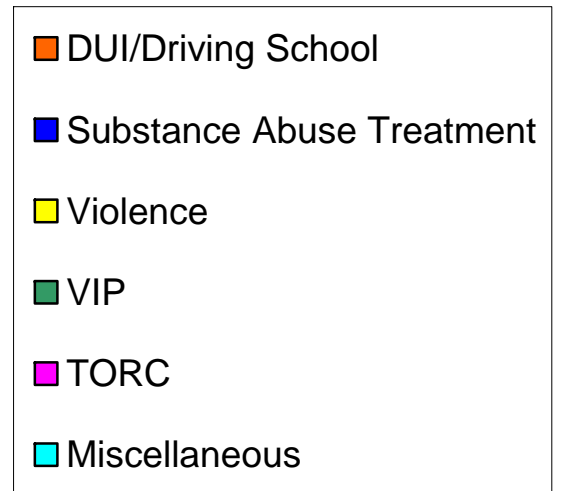 DUI/Driving School
Substance Abuse Treatment
Violence
VIP
TORC
Miscellaneous